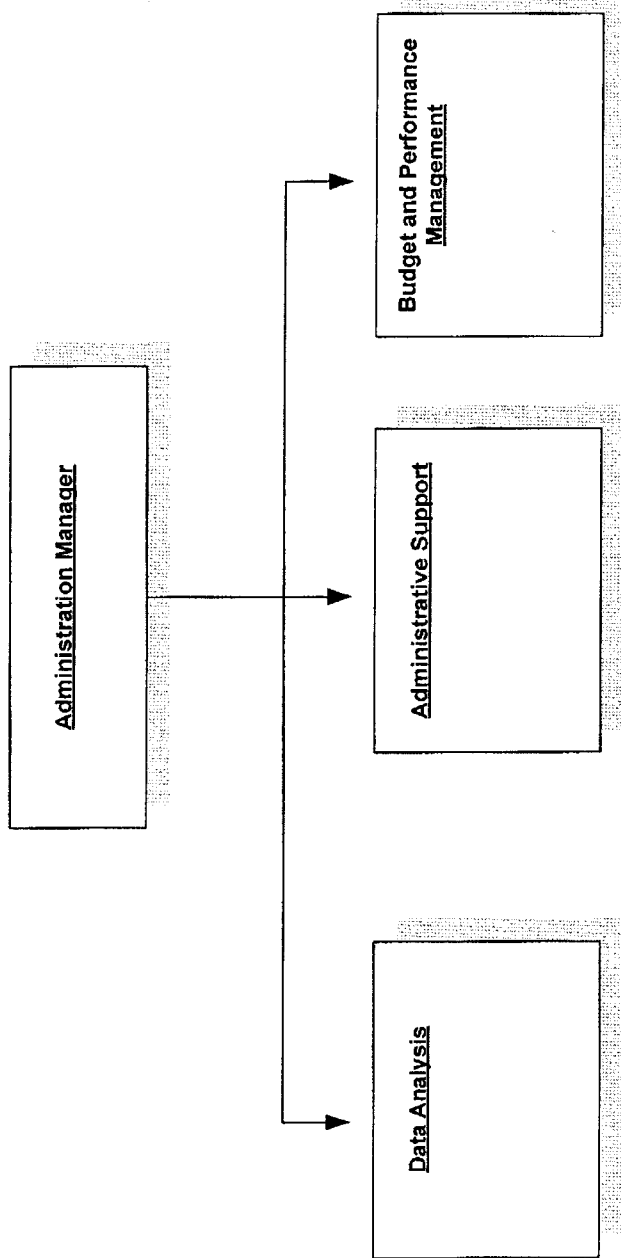 Administration Manager
Data Analysis
Administrative Support
Budget and Performance
Management